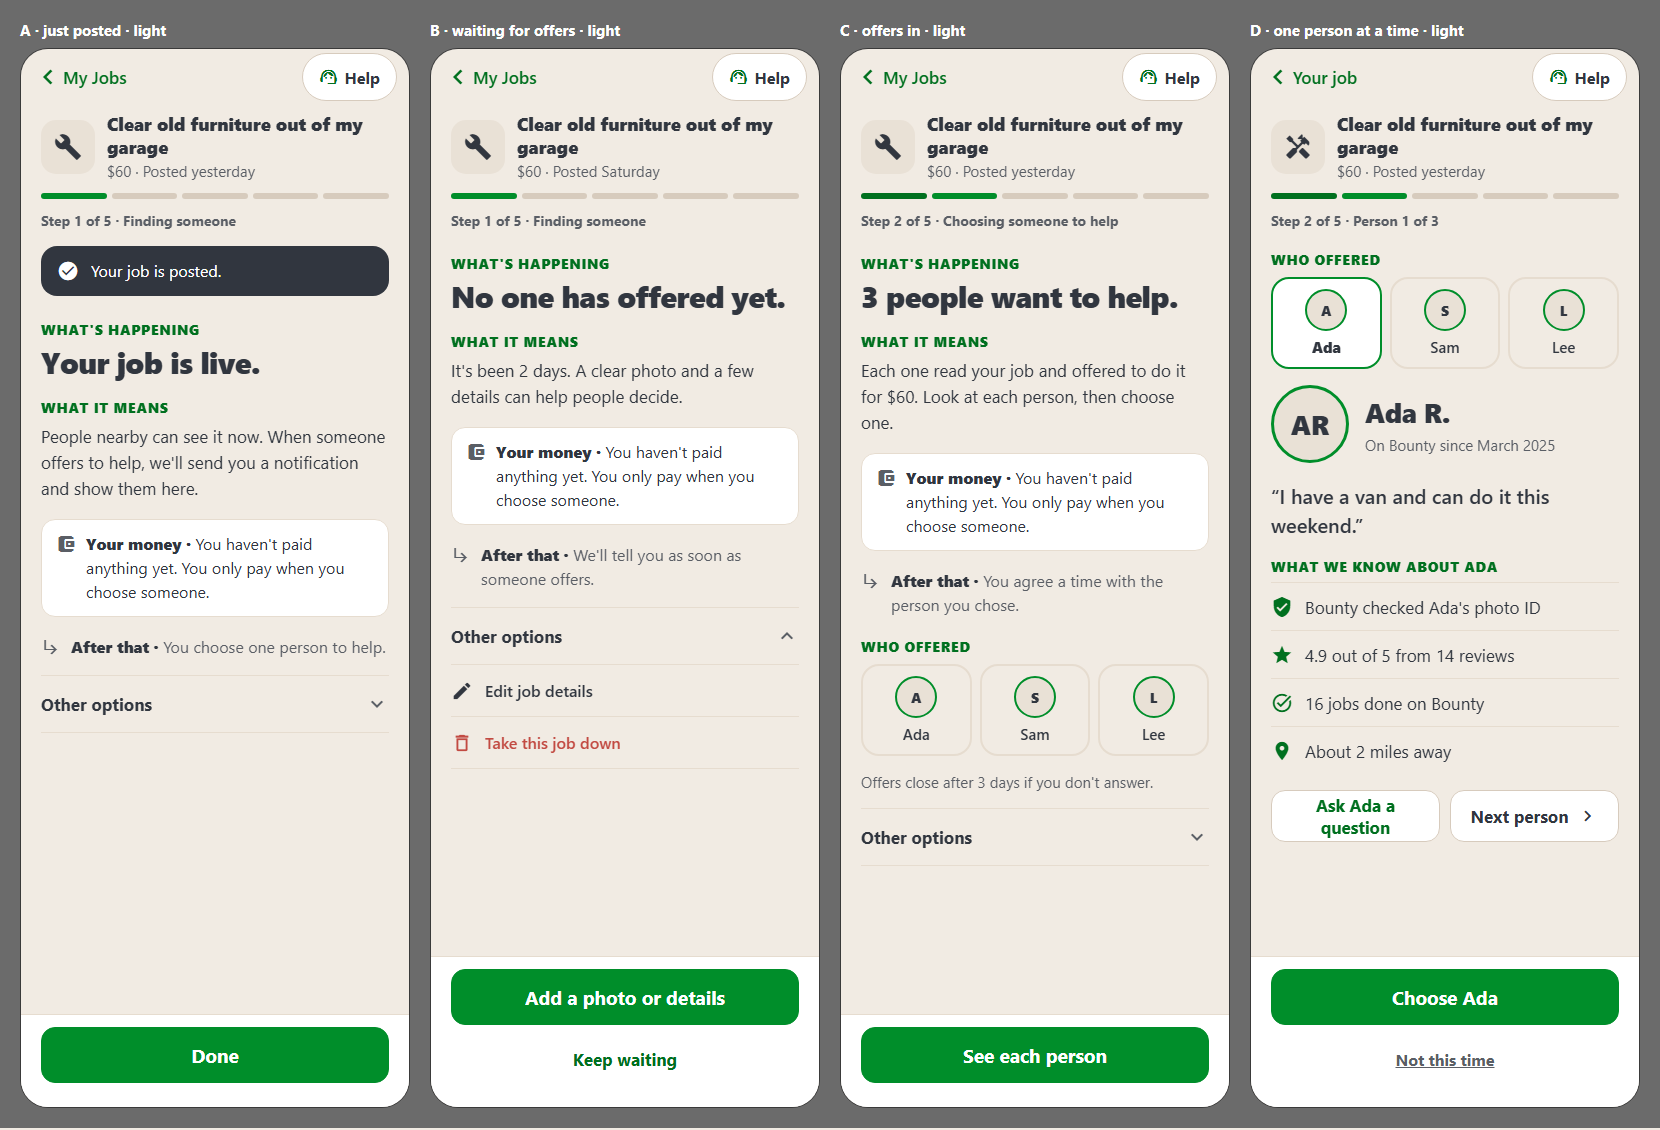 A · just posted · light
My Jobs
Help
Clear old furniture out of my
garage
$60 · Posted yesterday
Step 1 of 5 · Finding someone
Your job is posted.
WHAT'S HAPPENING
Your job is live.
WHAT IT MEANS
People nearby can see it now. When someone
offers to help, we'll send you a notification
and show them here.
Your money • You haven't paid
anything yet. You only pay when you
choose someone.
After that • You choose one person to help.
Other options
Done
B · waiting for offers · light
My Jobs
Help
Clear old furniture out of my
garage
$60 · Posted Saturday
Step 1 of 5 · Finding someone
WHAT'S HAPPENING
No one has offered yet.
WHAT IT MEANS
It's been 2 days. A clear photo and a few
details can help people decide.
Your money • You haven't paid
anything yet. You only pay when you
choose someone.
After that • We'll tell you as soon as
someone offers.
Other options
Edit job details
Take this job down
Add a photo or details
Keep waiting
C · offers in · light
My Jobs
Help
Clear old furniture out of my
garage
$60 · Posted yesterday
Step 2 of 5 · Choosing someone to help
WHAT'S HAPPENING
3 people want to help.
WHAT IT MEANS
Each one read your job and offered to do it
for $60. Look at each person, then choose
one.
Your money • You haven't paid
anything yet. You only pay when you
choose someone.
After that • You agree a time with the
person you chose.
WHO OFFERED
A S L
Ada Sam Lee
Offers close after 3 days if you don't answer.
Other options
See each person
D · one person at a time · light
Your job
Help
Clear old furniture out of my
garage
$60 · Posted yesterday
Step 2 of 5 · Person 1 of 3
WHO OFFERED
A S L
Ada Sam Lee
AR
Ada R.
On Bounty since March 2025
“I have a van and can do it this
weekend.”
WHAT WE KNOW ABOUT ADA
Bounty checked Ada's photo ID
4.9 out of 5 from 14 reviews
16 jobs done on Bounty
About 2 miles away
Ask Ada a
question
Next person
Choose Ada
Not this time